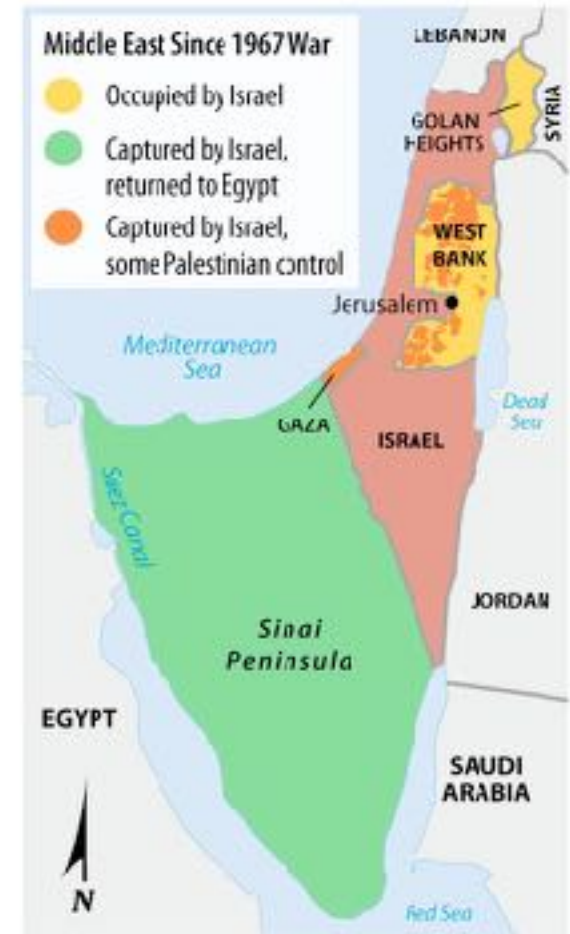 Middle East Since 1967 War
Occupied by Israel
Captured by Israel,
returned to Egypt
Captured by Israel,
some Palestinian control
LEBANON
SYRIA
GOLAN
HEIGHTS
WEST
BANK
Jerusalem
Mediterranean
Sea
Dead
Sea
GAZA
ISRAEL
Suez Canal
JORDAN
Sinai
Peninsula
EGYPT
SAUDI
ARABIA
N
Red Sea